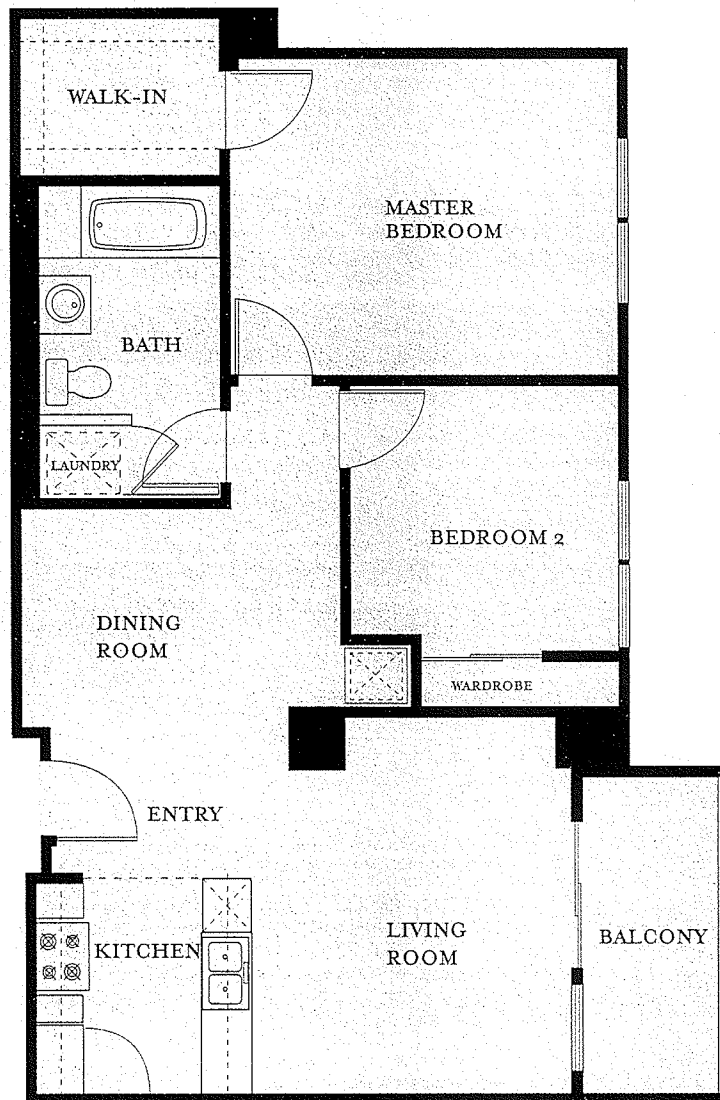 WALK-IN
MASTER
BEDROOM
BATH
LAUNDRY
BEDROOM 2
DINING
ROOM
WARDROBE
ENTRY
KITCHEN
LIVING
ROOM
BALCONY